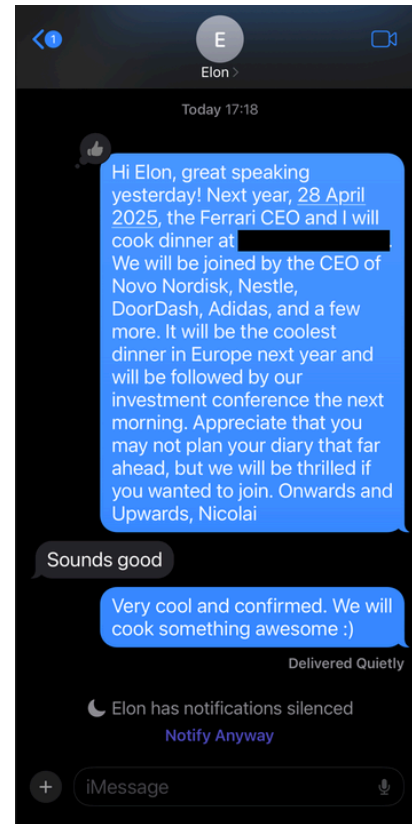 1
E
Elon
Today 17:18
Hi Elon, great speaking
yesterday! Next year, 28 April
2025, the Ferrari CEO and I will
cook dinner at .
We will be joined by the CEO of
Novo Nordisk, Nestle,
DoorDash, Adidas, and a few
more. It will be the coolest
dinner in Europe next year and
will be followed by our
investment conference the next
morning. Appreciate that you
may not plan your diary that far
ahead, but we will be thrilled if
you wanted to join. Onwards and
Upwards, Nicolai
Sounds good
Very cool and confirmed. We will
cook something awesome :)
Delivered Quietly
Elon has notifications silenced
Notify Anyway
iMessage